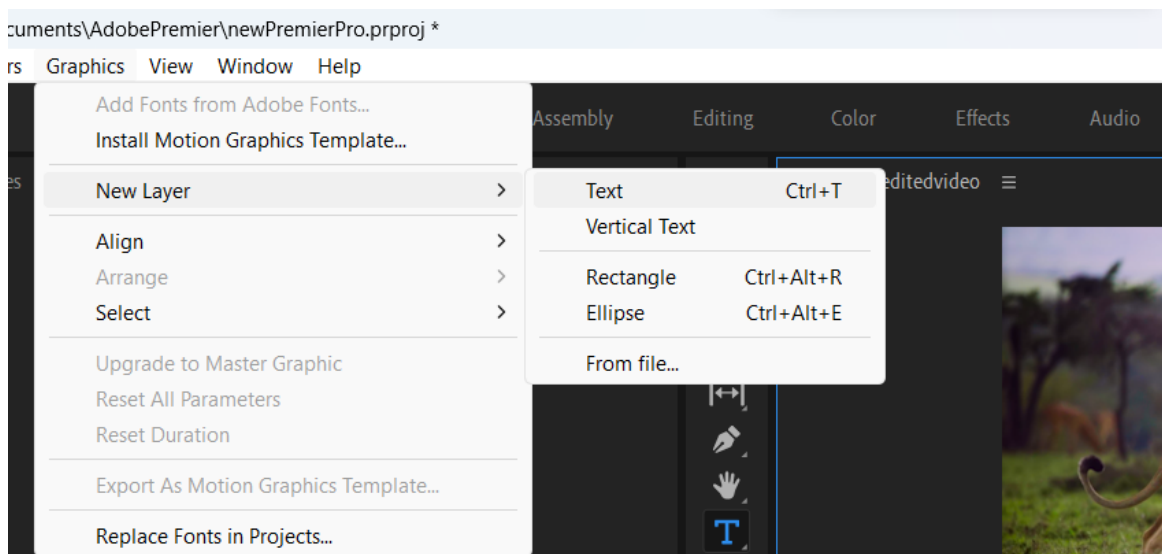 cuments\AdobePremier\newPremierPro.prproj *
rs Graphics View Window Help
Add Fonts from Adobe Fonts...
Install Motion Graphics Template...
New Layer
Align
Arrange
Select
Upgrade to Master Graphic
Reset All Parameters
Reset Duration
Export As Motion Graphics Template...
Replace Fonts in Projects...
Text Ctrl+T
Vertical Text
Rectangle Ctrl+Alt+R
Ellipse Ctrl+Alt+E
From file...
Assembly Editing Color Effects Audio
es
editedvideo
T